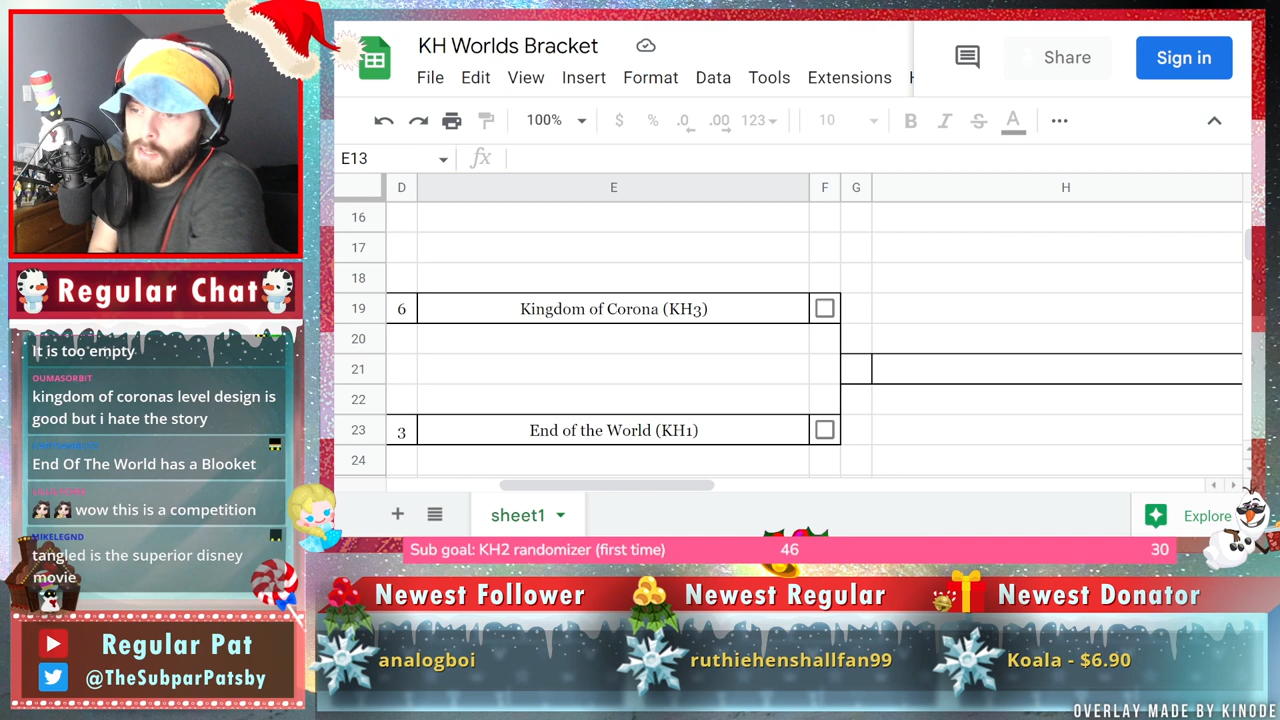 KH Worlds Bracket
File Edit View Insert Format Data Tools Extensions
Share
Sign in
100%
$ % .0 .00 123
10
B I S A
E13
fx
D E F G H
16
17
18
19 6 Kingdom of Corona (KH3)
20
21
22
23 3 End of the World (KH1)
24
sheet1
Explore
Regular Chat
It is too empty
OUMASORBIT
kingdom of coronas level design is
good but i hate the story
End Of The World has a Blooket
wow this is a competition
MIKELEGND
tangled is the superior disney
movie
Regular Pat
@TheSubparPatsby
Sub goal: KH2 randomizer (first time) 46 30
Newest Follower
analogboi
Newest Regular
ruthiehenshallfan99
Newest Donator
Koala - $6.90
OVERLAY MADE BY KINODE